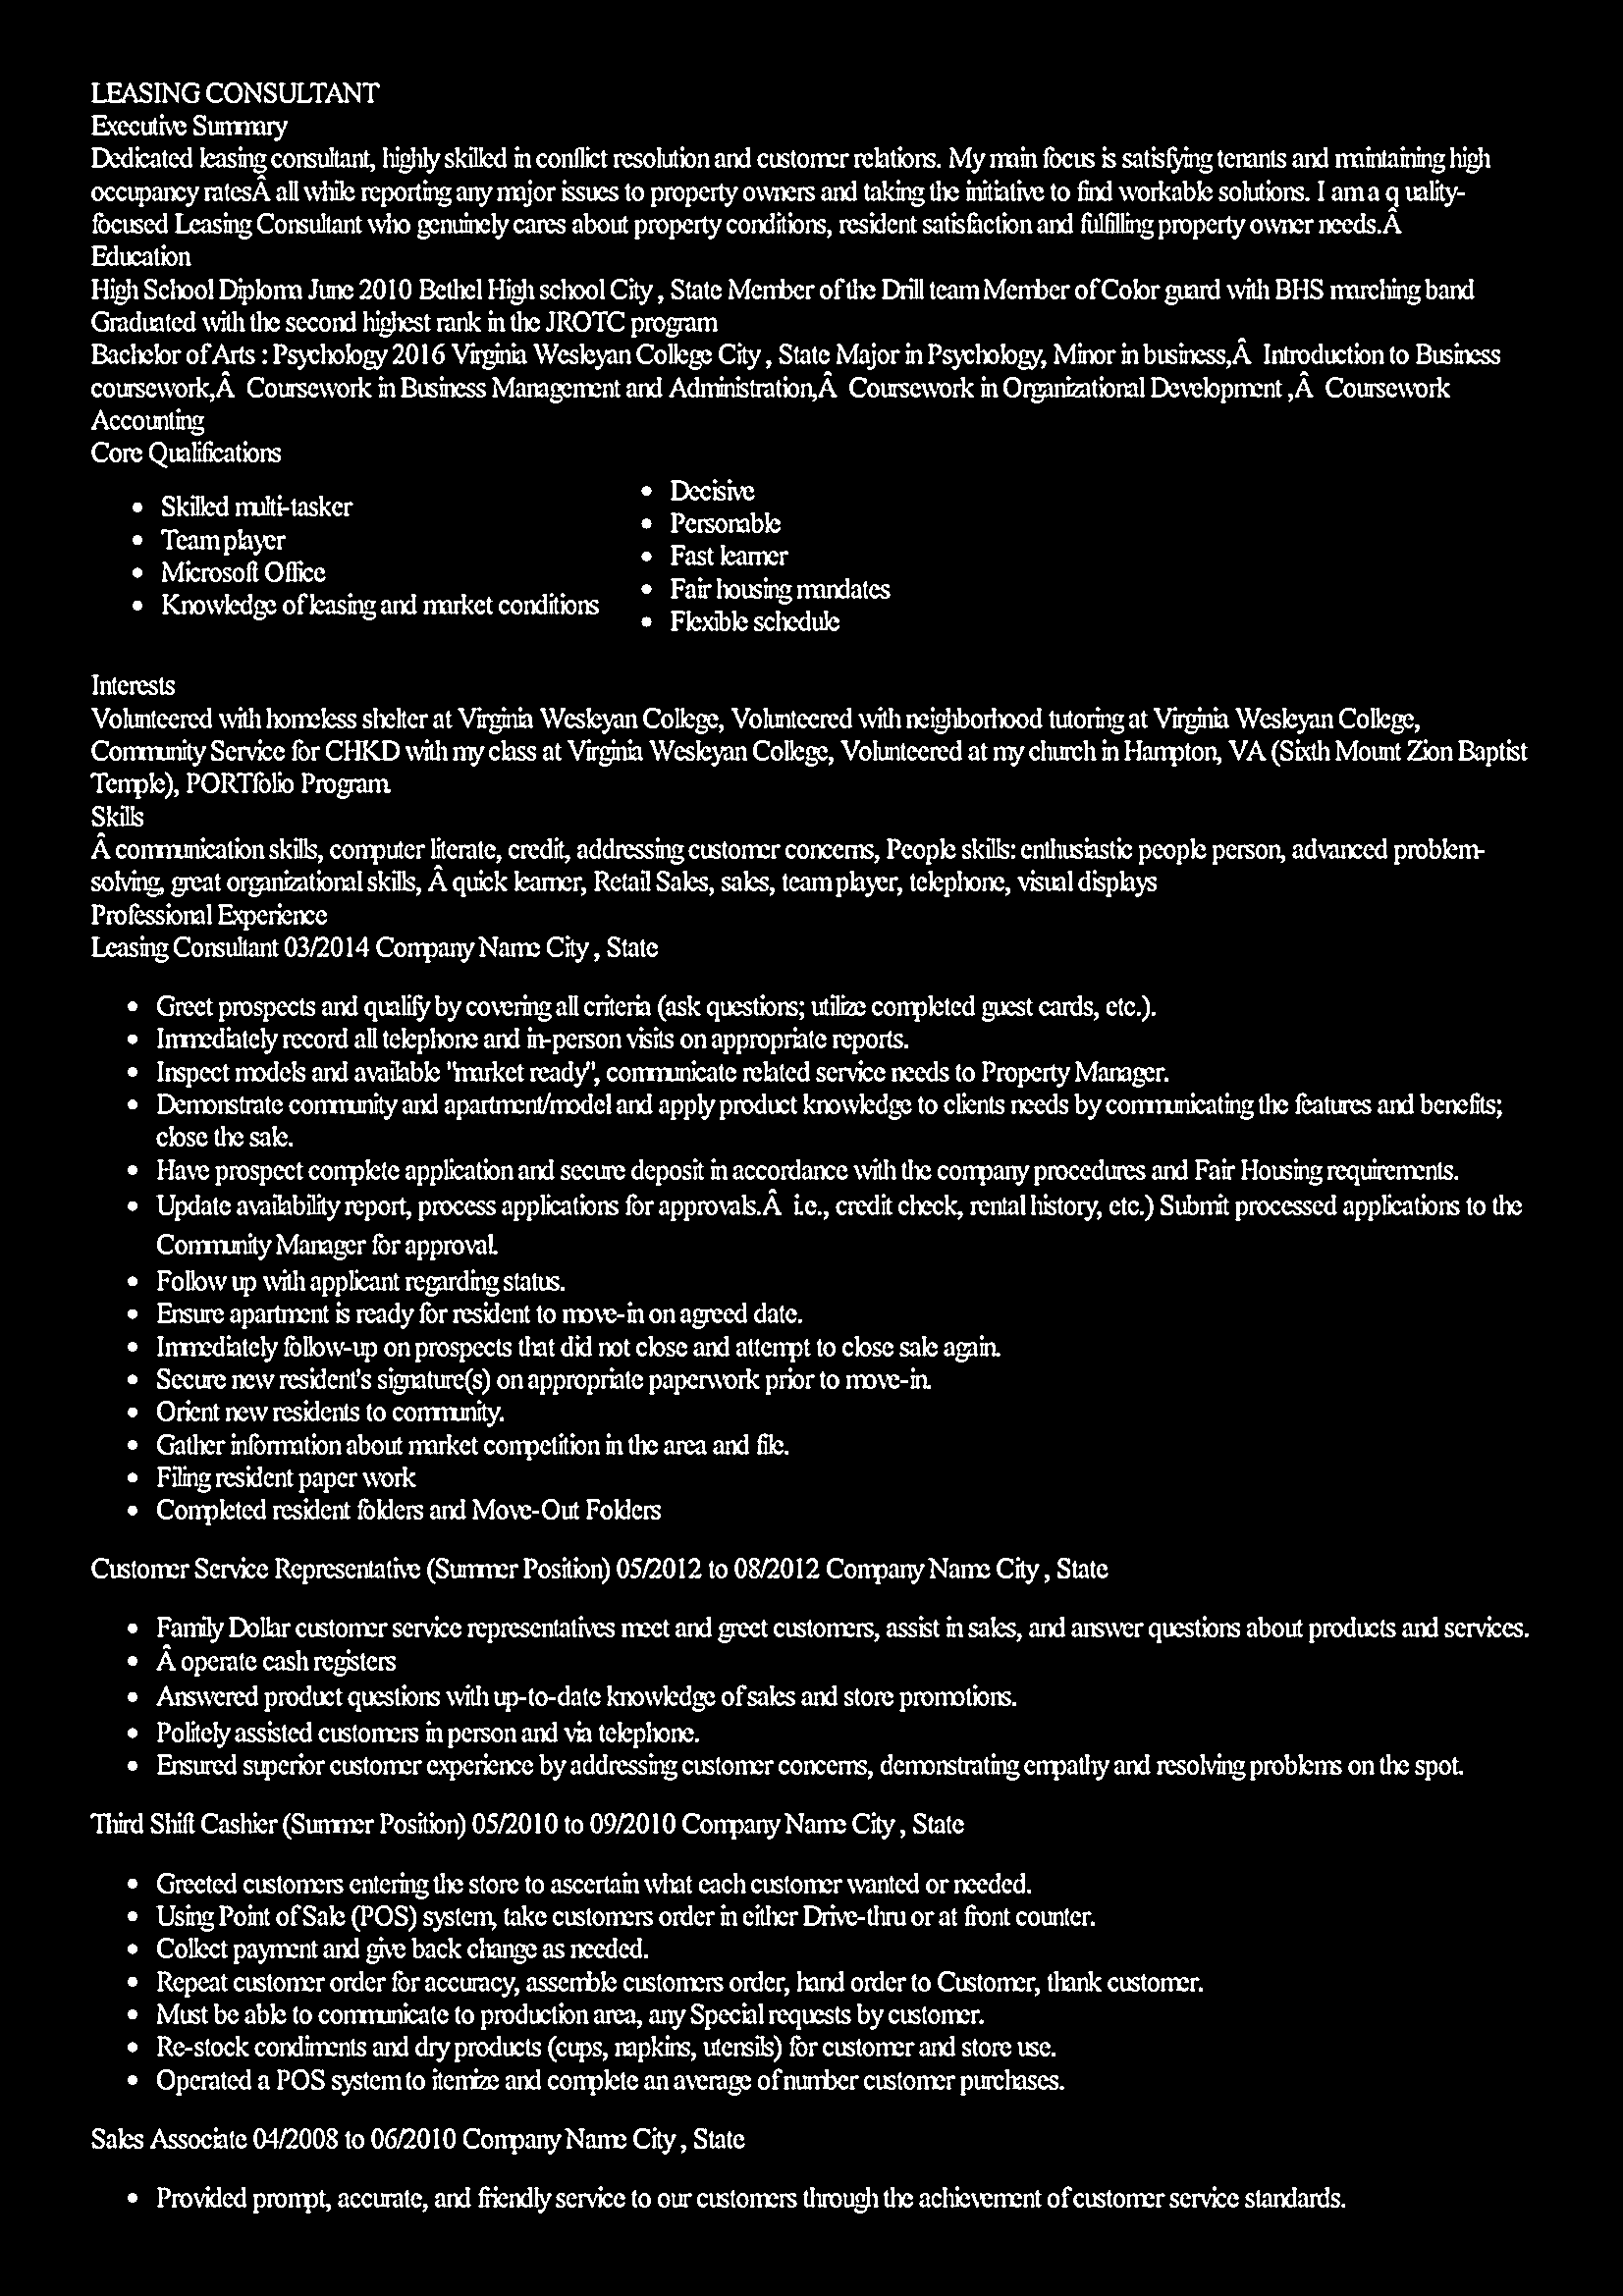 LEASING CONSULTANT
Executive Summary
Dedicated leasing consultant, highly skilled in conflict resolution and customer relations. My main focus is satisfying tenants and maintaining high
occupancy ratesÂ all while reporting any major issues to property owners and taking the initiative to find workable solutions. I am a q uality-
focused Leasing Consultant who genuinely cares about property conditions, resident satisfaction and fulfilling property owner needs.Â
Education
High School Diploma June 2010 Bethel High school City , State Member of the Drill team Member of Color guard with BHS marching band
Graduated with the second highest rank in the JROTC program
Bachelor of Arts : Psychology 2016 Virginia Wesleyan College City , State Major in Psychology, Minor in business,Â Introduction to Business
coursework,Â Coursework in Business Management and Administration,Â Coursework in Organizational Development ,Â Coursework
Accounting
Core Qualifications
• Skilled multi-tasker
• Team player
• Microsoft Office
• Knowledge of leasing and market conditions
• Decisive
• Personable
• Fast learner
• Fair housing mandates
• Flexible schedule
Interests
Volunteered with homeless shelter at Virginia Wesleyan College, Volunteered with neighborhood tutoring at Virginia Wesleyan College,
Community Service for CHKD with my class at Virginia Wesleyan College, Volunteered at my church in Hampton, VA (Sixth Mount Zion Baptist
Temple), PORTfolio Program.
Skills
Â communication skills, computer literate, credit, addressing customer concerns, People skills: enthusiastic people person, advanced problem-
solving, great organizational skills, Â quick learner, Retail Sales, sales, team player, telephone, visual displays
Professional Experience
Leasing Consultant 03/2014 Company Name City , State
• Greet prospects and qualify by covering all criteria (ask questions; utilize completed guest cards, etc.).
• Immediately record all telephone and in-person visits on appropriate reports.
• Inspect models and available "market ready", communicate related service needs to Property Manager.
• Demonstrate community and apartment/model and apply product knowledge to clients needs by communicating the features and benefits;
close the sale.
• Have prospect complete application and secure deposit in accordance with the company procedures and Fair Housing requirements.
• Update availability report, process applications for approvals.Â i.e., credit check, rental history, etc.) Submit processed applications to the
Community Manager for approval.
• Follow up with applicant regarding status.
• Ensure apartment is ready for resident to move-in on agreed date.
• Immediately follow-up on prospects that did not close and attempt to close sale again.
• Secure new resident's signature(s) on appropriate paperwork prior to move-in.
• Orient new residents to community.
• Gather information about market competition in the area and file.
• Filing resident paper work
• Completed resident folders and Move-Out Folders
Customer Service Representative (Summer Position) 05/2012 to 08/2012 Company Name City , State
• Family Dollar customer service representatives meet and greet customers, assist in sales, and answer questions about products and services.
• Â operate cash registers
• Answered product questions with up-to-date knowledge of sales and store promotions.
• Politely assisted customers in person and via telephone.
• Ensured superior customer experience by addressing customer concerns, demonstrating empathy and resolving problems on the spot.
Third Shift Cashier (Summer Position) 05/2010 to 09/2010 Company Name City , State
• Greeted customers entering the store to ascertain what each customer wanted or needed.
• Using Point of Sale (POS) system, take customers order in either Drive-thru or at front counter.
• Collect payment and give back change as needed.
• Repeat customer order for accuracy, assemble customers order, hand order to Customer, thank customer.
• Must be able to communicate to production area, any Special requests by customer.
• Re-stock condiments and dry products (cups, napkins, utensils) for customer and store use.
• Operated a POS system to itemize and complete an average of number customer purchases.
Sales Associate 04/2008 to 06/2010 Company Name City , State
• Provided prompt, accurate, and friendly service to our customers through the achievement of customer service standards.